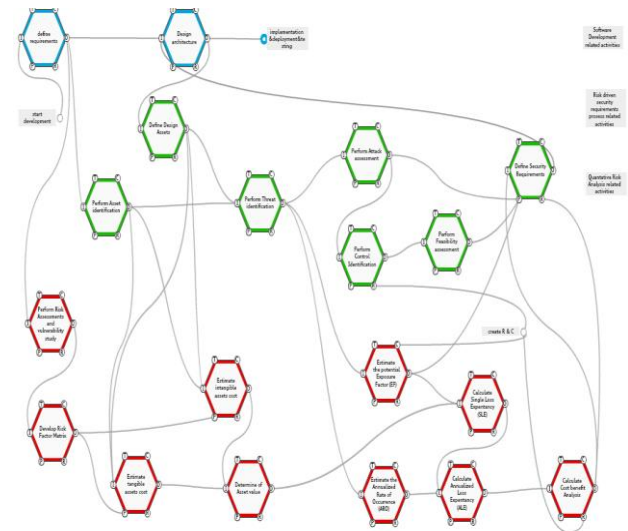 define
requirements
Design
architecture
implementation
&deployment&te
sting
Software
Development
related activities
start
development
Define Design
Assets
Perform Attack
assessment
Define Security
Requirements
Risk driven
security
requirements
process related
activities
Perform Asset
identification
Perform Threat
identification
Quantative Risk
Analysis related
activities
Perform
Control
Identification
Perform
Feasibility
assessment
Perform Risk
Assessments
and
vulnerability
study
create R & C
Estimate
intangible
assets cost
Estimate
the potential
Exposure
Factor (EF)
Calculate
Single Loss
Expentancy
(SLE)
Develop Risk
Factor Matrix
Estimate
tangible
assets cost
Determine of
Asset value
Estimate the
Annualized
Rate of
Occurrence
(ARO)
Calculate
Annualized
Loss
Expentancy
(ALE)
Calculate
Cost-benefit
Analysis